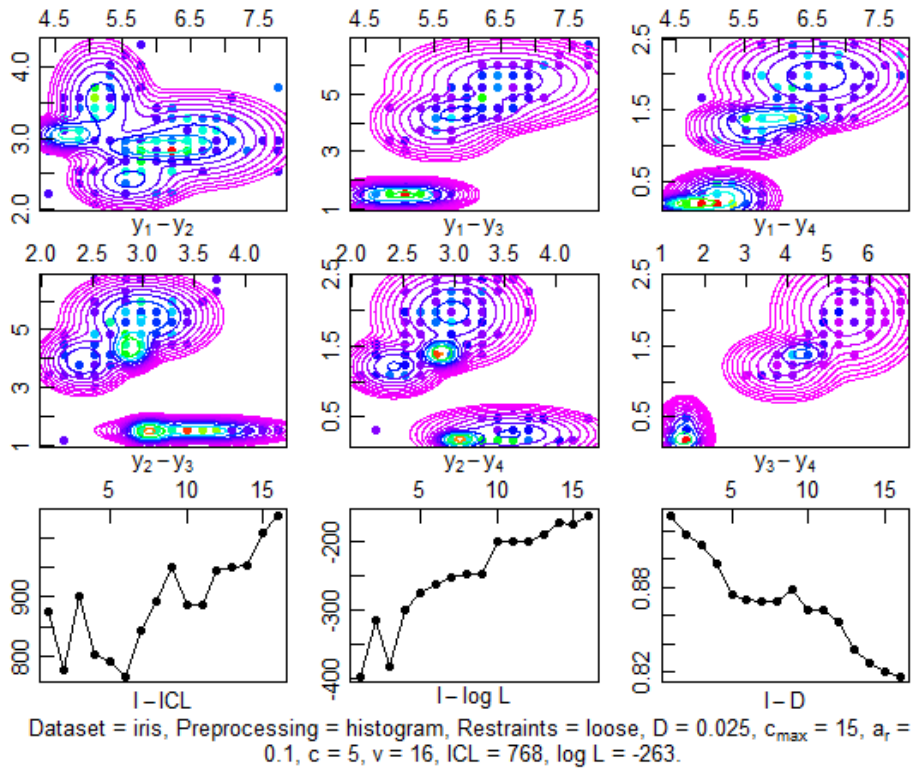 4.5 5.5 6.5 7.5
4.5 5.5 6.5 7.5
4.5 5.5 6.5 7.5
2.0 3.0 4.0
1 3 5
0.5 1.5 2.5
y1 – y2
y1 – y3
y1 – y4
2.0 2.5 3.0 3.5 4.0
2.0 2.5 3.0 3.5 4.0
1 2 3 4 5 6
1 3 5
0.5 1.5 2.5
0.5 1.5 2.5
y2 – y3
y2 – y4
y3 – y4
5 10 15
5 10 15
5 10 15
800 900
-400 -300 -200
0.82 0.88
I – ICL
I – log L
I – D
Dataset = iris, Preprocessing = histogram, Restraints = loose, D = 0.025, cmax = 15, ar =
0.1, c = 5, v = 16, ICL = 768, log L = -263.